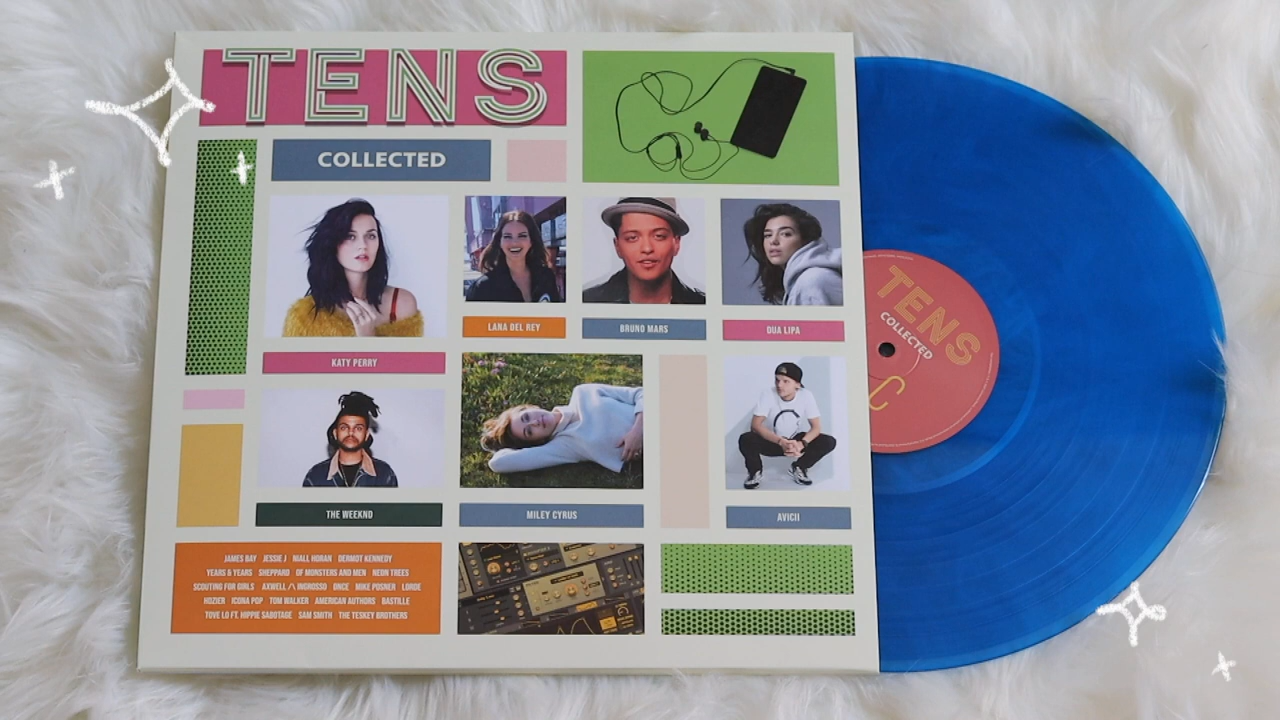 TENS
COLLECTED
KATY PERRY
LANA DEL REY
BRUNO MARS
DUA LIPA
THE WEEKND
MILEY CYRUS
AVICII
JAMES BAY JESSIE J NIALL HORAN DERMOT KENNEDY
YEARS & YEARS SHEPPARD OF MONSTERS AND MEN NEON TREES
SCOUTING FOR GIRLS AXWELL /\ INGROSSO ONCE MIKE POSNER LORDE
HOZIER ICONA POP TOM WALKER AMERICAN AUTHORS BASTILLE
TOVE LO FT. HIPPIE SABOTAGE SAM SMITH THE TESKEY BROTHERS
TENS
COLLECTED
C